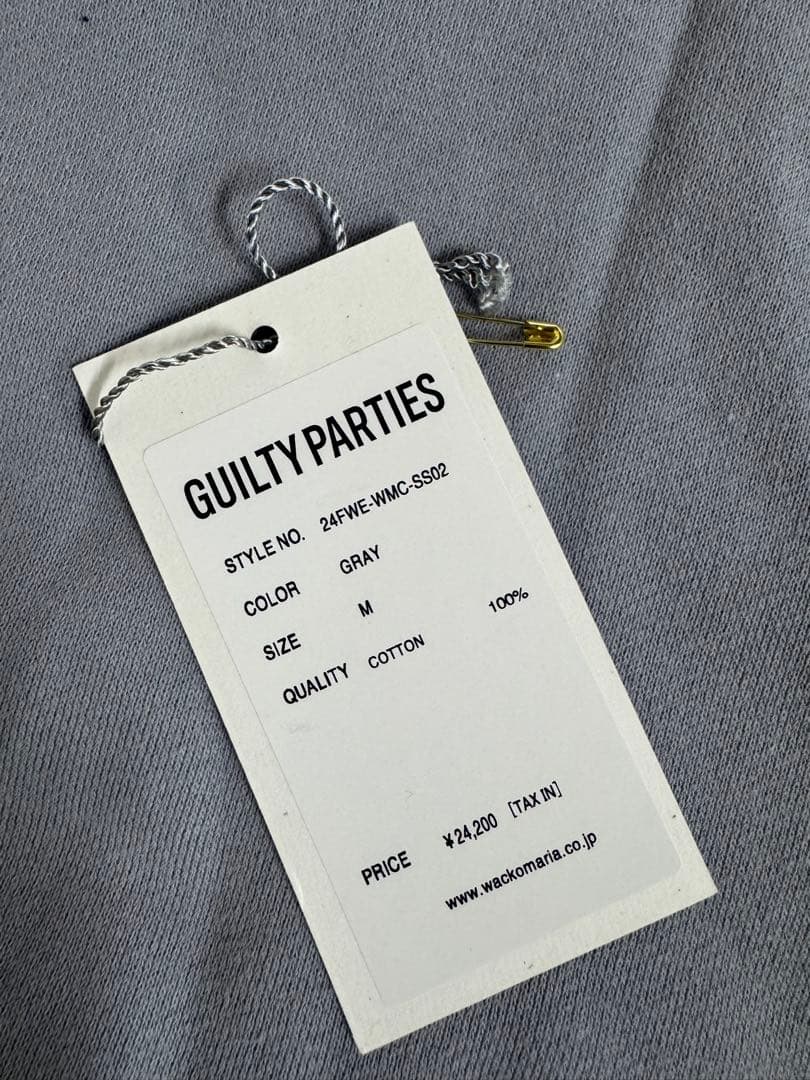 GUILTY PARTIES
STYLE NO. 24FWE-WMC-SS02
COLOR GRAY
SIZE M
QUALITY COTTON 100%
PRICE ¥24,200 [TAX IN]
www.wackomaria.co.jp